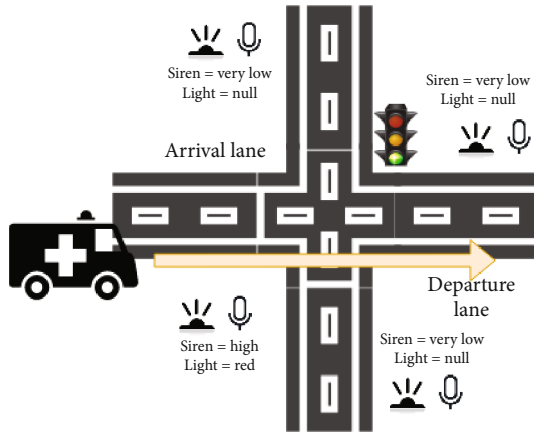 Siren = very low
Light = null
Siren = very low
Light = null
Arrival lane
Departure
lane
Siren = high
Light = red
Siren = very low
Light = null